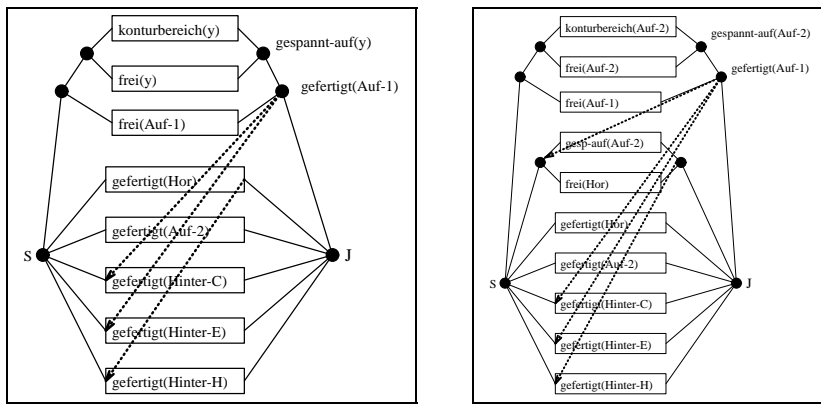 konturbereich(y)
gespannt-auf(y)
frei(y)
gefertigt(Auf-1)
frei(Auf-1)
gefertigt(Hor)
gefertigt(Auf-2)
S
J
gefertigt(Hinter-C)
gefertigt(Hinter-E)
gefertigt(Hinter-H)
konturbereich(Auf-2)
gespannt-auf(Auf-2)
frei(Auf-2)
gefertigt(Auf-1)
frei(Auf-1)
gesp-auf(Auf-2)
frei(Hor)
gefertigt(Hor)
gefertigt(Auf-2)
S
J
gefertigt(Hinter-C)
gefertigt(Hinter-E)
gefertigt(Hinter-H)